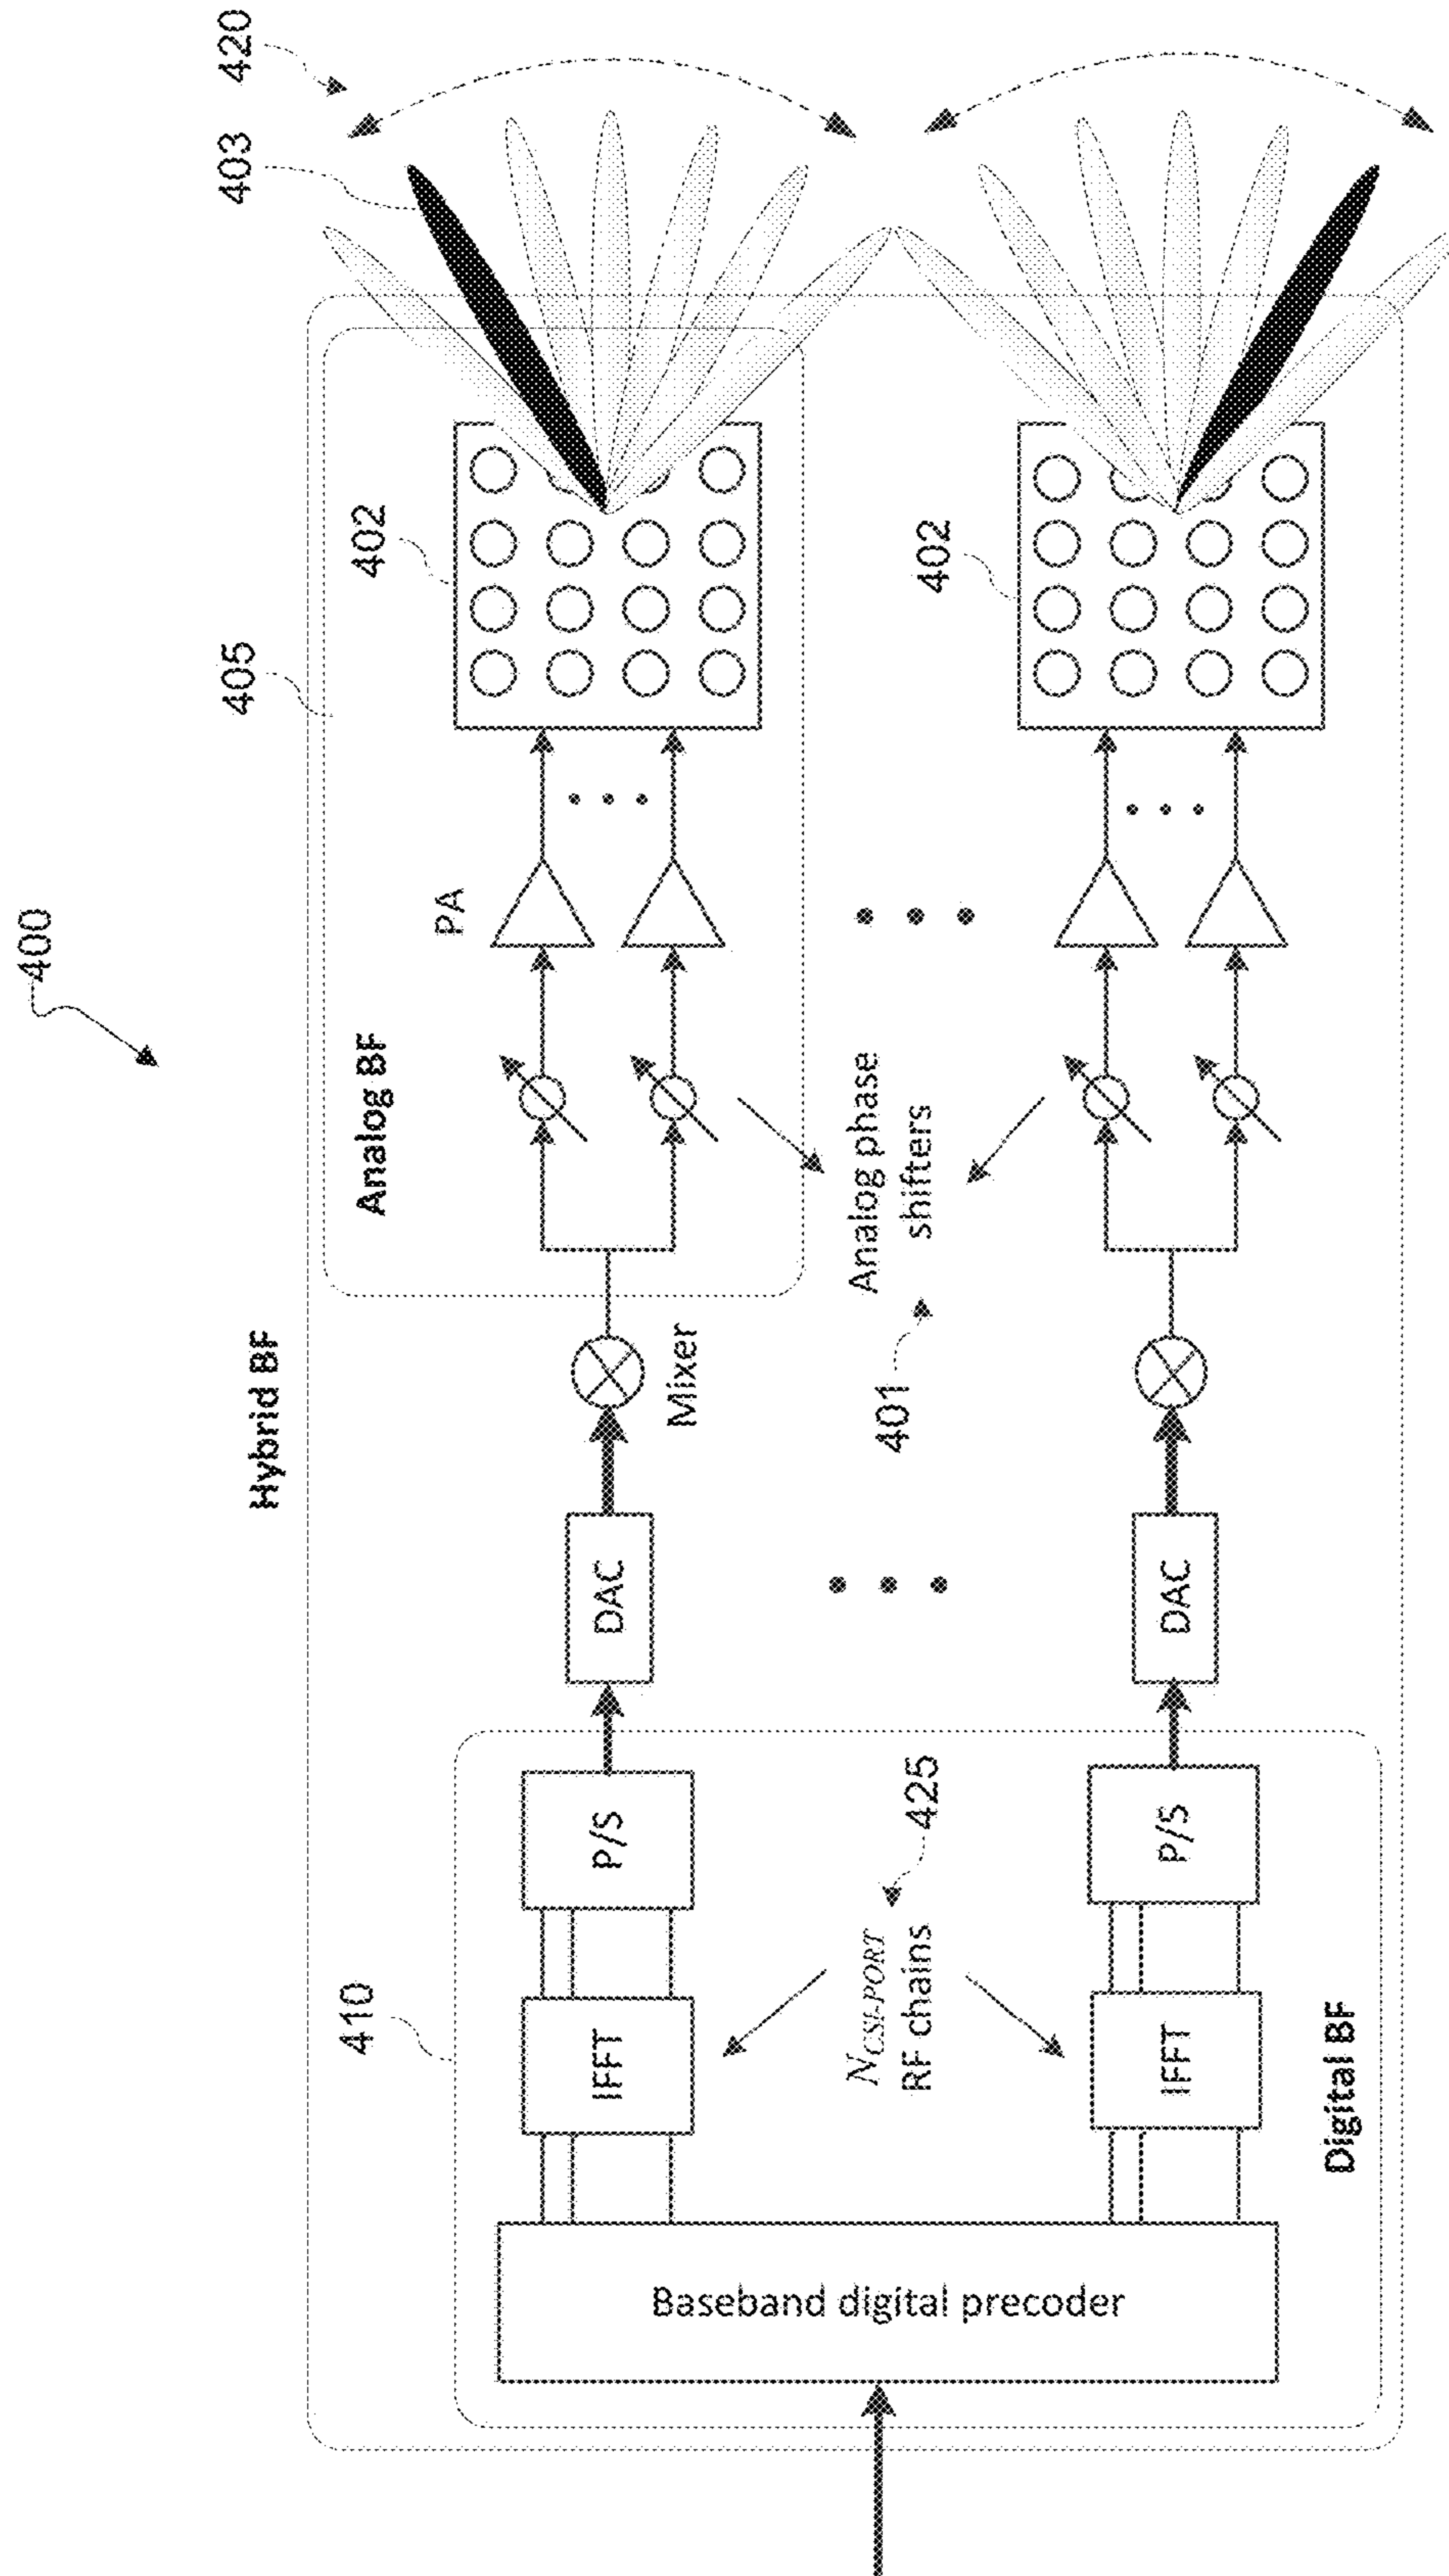 400
Hybrid BF
405
403
420
Analog BF
PA
402
410
IFFT
P/S
DAC
Mixer
N_CSI-PORT
RF chains
425
401
Analog phase
shifters
402
Baseband digital precoder
IFFT
P/S
DAC
Digital BF